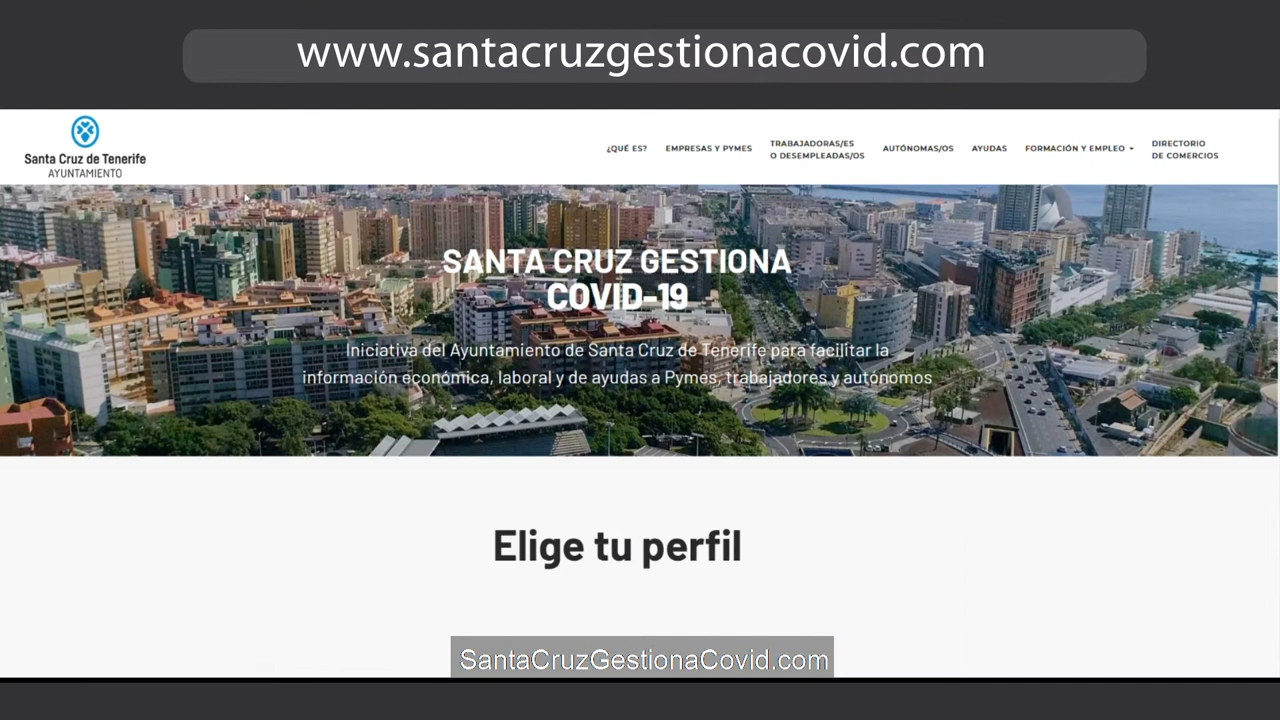 www.santacruzgestionacovid.com
Santa Cruz de Tenerife
AYUNTAMIENTO
¿QUÉ ES?
EMPRESAS Y PYMES
TRABAJADORAS/ES
O DESEMPLEADAS/OS
AUTÓNOMAS/OS
AYUDAS
FORMACIÓN Y EMPLEO
DIRECTORIO
DE COMERCIOS
SANTA CRUZ GESTIONA
COVID-19
Iniciativa del Ayuntamiento de Santa Cruz de Tenerife para facilitar la
información económica, laboral y de ayudas a Pymes, trabajadores y autónomos
Elige tu perfil
SantaCruzGestionaCovid.com